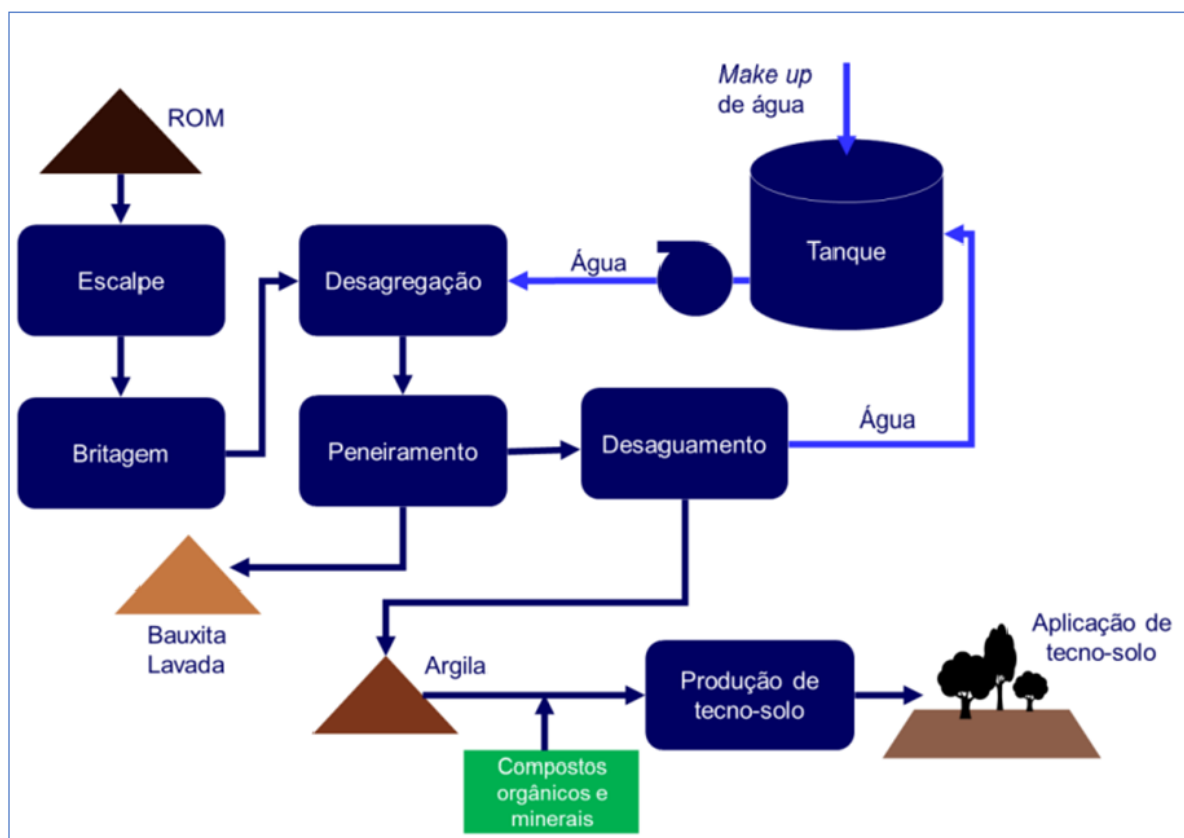 ROM
Make up
de água
Escalpe
Desagregação
Água
Tanque
Britagem
Peneiramento
Desaguamento
Água
Bauxita
Lavada
Argila
Compostos
orgânicos e
minerais
Produção de
tecno-solo
Aplicação de
tecno-solo